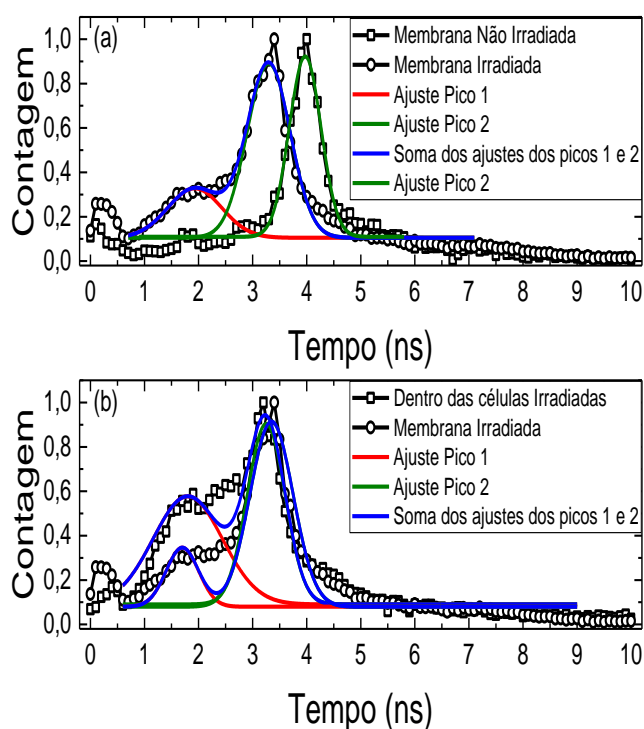 (a)
Membrana Não Irradiada
Membrana Irradiada
Ajuste Pico 1
Ajuste Pico 2
Soma dos ajustes dos picos 1 e 2
Ajuste Pico 2
Contagem
1,0
0,8
0,6
0,4
0,2
0,0
0 1 2 3 4 5 6 7 8 9 10
Tempo (ns)
(b)
Dentro das células Irradiadas
Membrana Irradiada
Ajuste Pico 1
Ajuste Pico 2
Soma dos ajustes dos picos 1 e 2
Contagem
1,0
0,8
0,6
0,4
0,2
0,0
0 1 2 3 4 5 6 7 8 9 10
Tempo (ns)